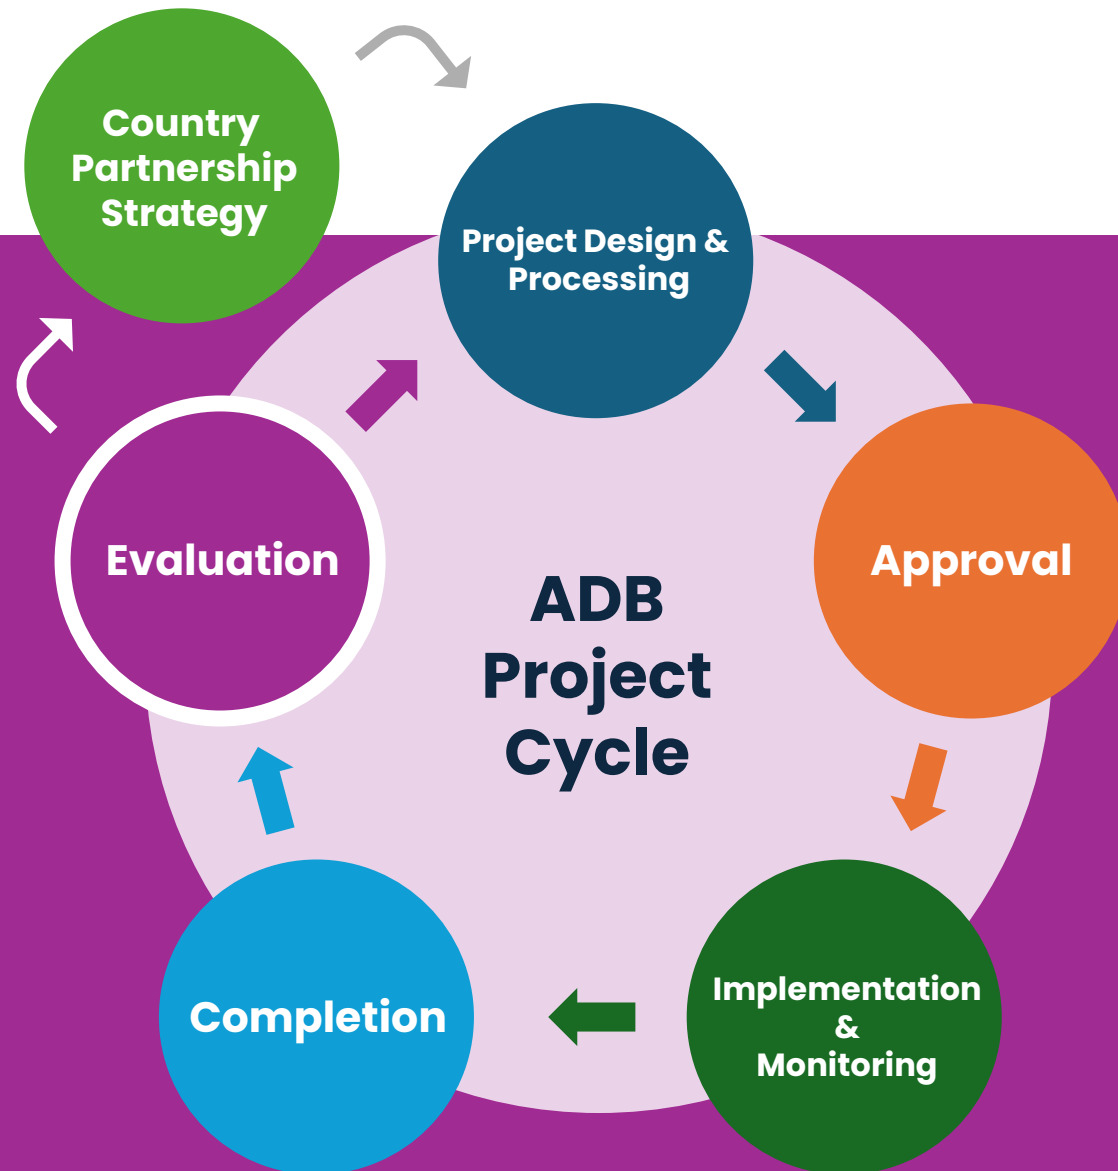 Country
Partnership
Strategy
Project Design &
Processing
Evaluation
Approval
ADB
Project
Cycle
Completion
Implementation
&
Monitoring